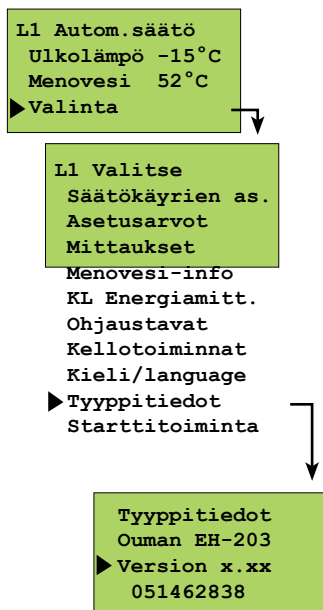 L1 Autom.säätö
Ulkolämpö -15°C
Menovesi 52°C
Valinta
L1 Valitse
Säätökäyrien as.
Asetusarvot
Mittaukset
Menovesi-info
KL Energiamitt.
Ohjaustavat
Kellotoiminnat
Kieli/language
Tyyppitiedot
Starttitoiminta
Tyyppitiedot
Ouman EH-203
Version x.xx
051462838